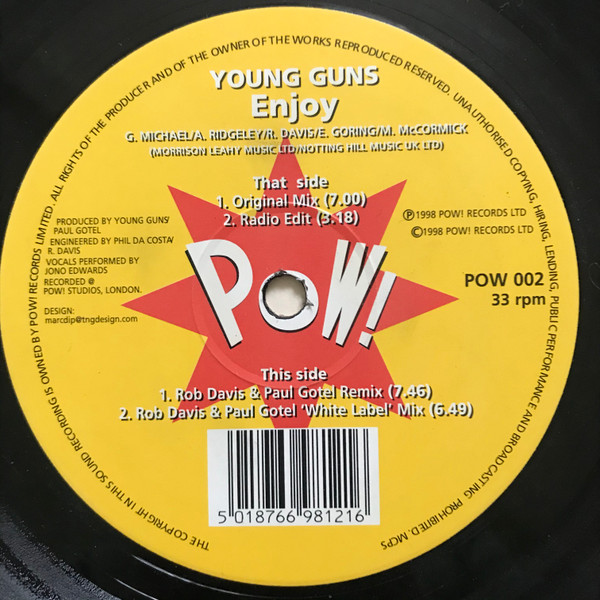 THE COPYRIGHT IN THIS SOUND RECORDING IS OWNED BY POW! RECORDS LIMITED. ALL RIGHTS OF THE PRODUCER AND OF THE OWNER OF THE WORKS REPRODUCED RESERVED. UNAUTHORISED COPYING, HIRING, LENDING, PUBLIC PERFORMANCE AND BROADCASTING PROHIBITED. MCPS
YOUNG GUNS
Enjoy
G. MICHAEL/A. RIDGELEY/R. DAVIS/E. GORING/M. McCORMICK
(MORRISON LEAHY MUSIC LTD/NOTTING HILL MUSIC UK LTD)
That side
1. Original Mix (7.00)
2. Radio Edit (3.18)
PRODUCED BY YOUNG GUNS/
PAUL GOTEL
ENGINEERED BY PHIL DA COSTA/
R. DAVIS
VOCALS PERFORMED BY
JONO EDWARDS
RECORDED @
POW! STUDIOS, LONDON.
DESIGN:
marcdip@tngdesign.com
℗1998 POW! RECORDS LTD
©1998 POW! RECORDS LTD
POW 002
33 rpm
POW!
This side
1. Rob Davis & Paul Gotel Remix (7.46)
2. Rob Davis & Paul Gotel 'White Label' Mix (6.49)
5 018766 981216